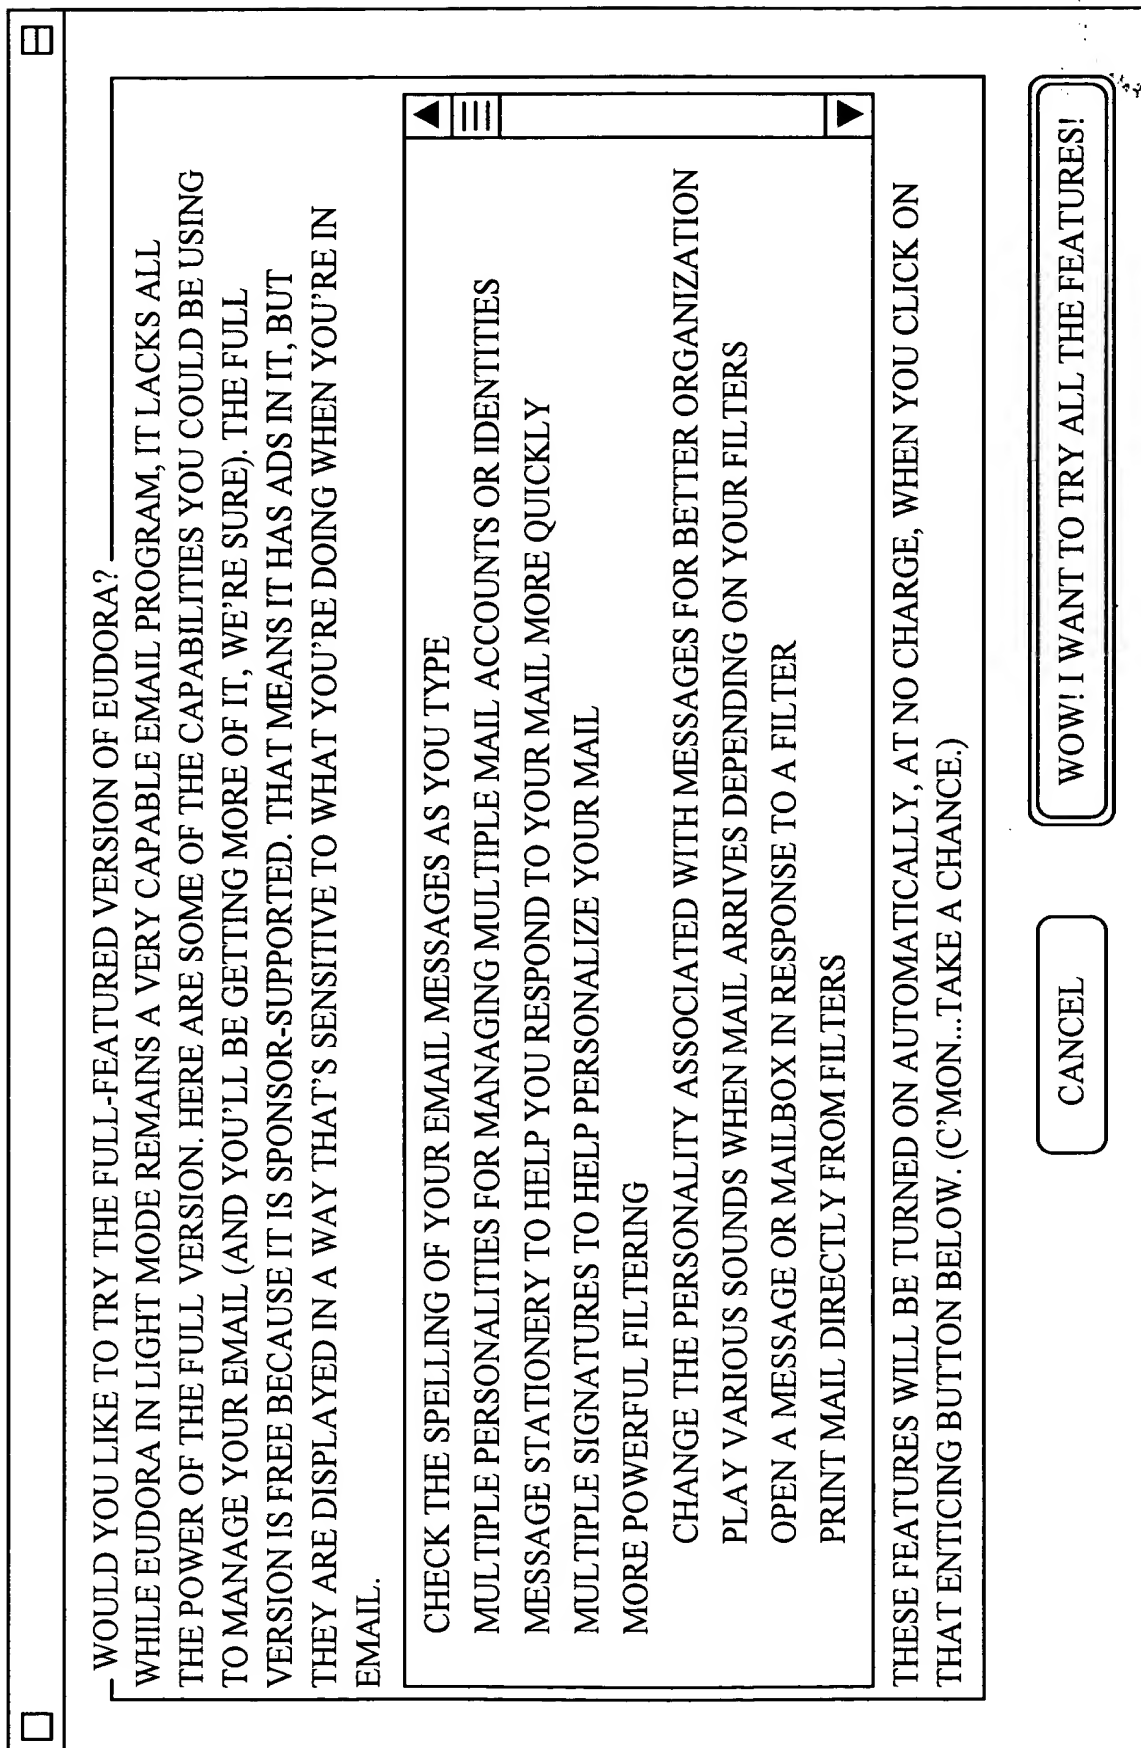 WOULD YOU LIKE TO TRY THE FULL-FEATURED VERSION OF EUDORA?
WHILE EUDORA IN LIGHT MODE REMAINS A VERY CAPABLE EMAIL PROGRAM, IT LACKS ALL
THE POWER OF THE FULL VERSION. HERE ARE SOME OF THE CAPABILITIES YOU COULD BE USING
TO MANAGE YOUR EMAIL (AND YOU'LL BE GETTING MORE OF IT, WE'RE SURE). THE FULL
VERSION IS FREE BECAUSE IT IS SPONSOR-SUPPORTED. THAT MEANS IT HAS ADS IN IT, BUT
THEY ARE DISPLAYED IN A WAY THAT'S SENSITIVE TO WHAT YOU'RE DOING WHEN YOU'RE IN
EMAIL.
CHECK THE SPELLING OF YOUR EMAIL MESSAGES AS YOU TYPE
MULTIPLE PERSONALITIES FOR MANAGING MULTIPLE MAIL ACCOUNTS OR IDENTITIES
MESSAGE STATIONERY TO HELP YOU RESPOND TO YOUR MAIL MORE QUICKLY
MULTIPLE SIGNATURES TO HELP PERSONALIZE YOUR MAIL
MORE POWERFUL FILTERING
CHANGE THE PERSONALITY ASSOCIATED WITH MESSAGES FOR BETTER ORGANIZATION
PLAY VARIOUS SOUNDS WHEN MAIL ARRIVES DEPENDING ON YOUR FILTERS
OPEN A MESSAGE OR MAILBOX IN RESPONSE TO A FILTER
PRINT MAIL DIRECTLY FROM FILTERS
THESE FEATURES WILL BE TURNED ON AUTOMATICALLY, AT NO CHARGE, WHEN YOU CLICK ON
THAT ENTICING BUTTON BELOW. (C'MON...TAKE A CHANCE.)
CANCEL
WOW! I WANT TO TRY ALL THE FEATURES!